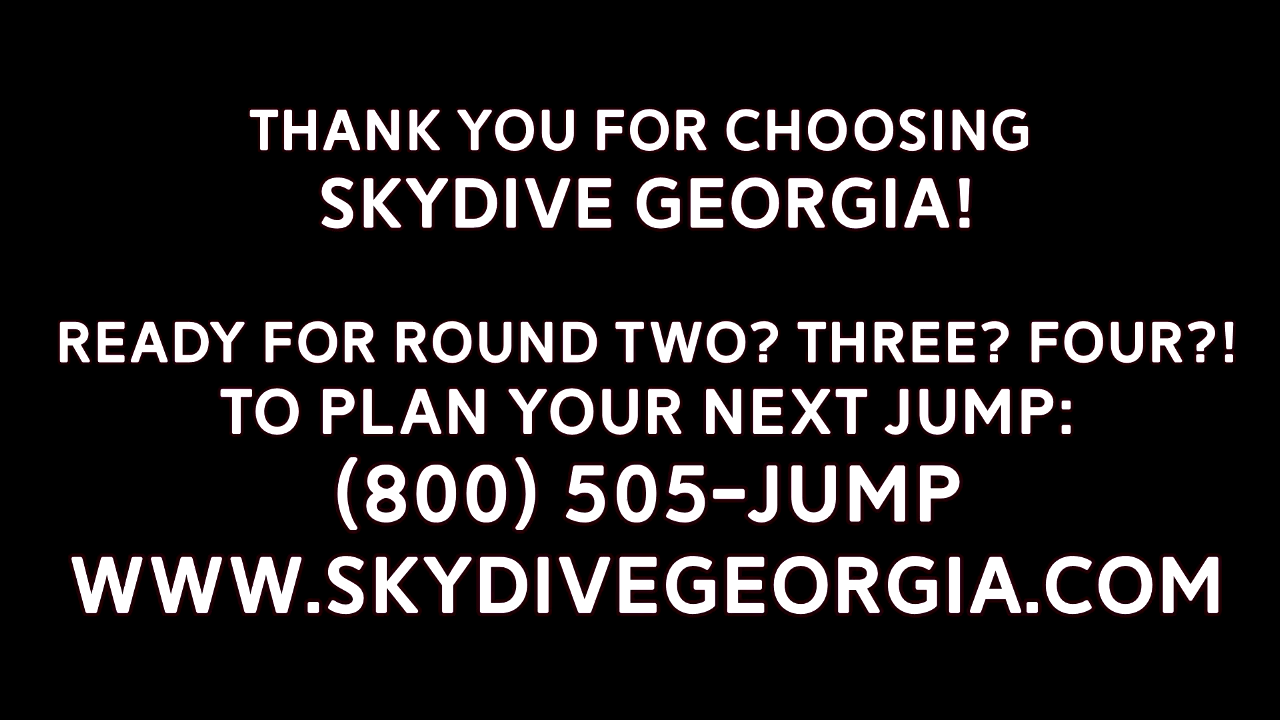 THANK YOU FOR CHOOSING
SKYDIVE GEORGIA!
READY FOR ROUND TWO? THREE? FOUR?!
TO PLAN YOUR NEXT JUMP:
(800) 505-JUMP
WWW.SKYDIVEGEORGIA.COM